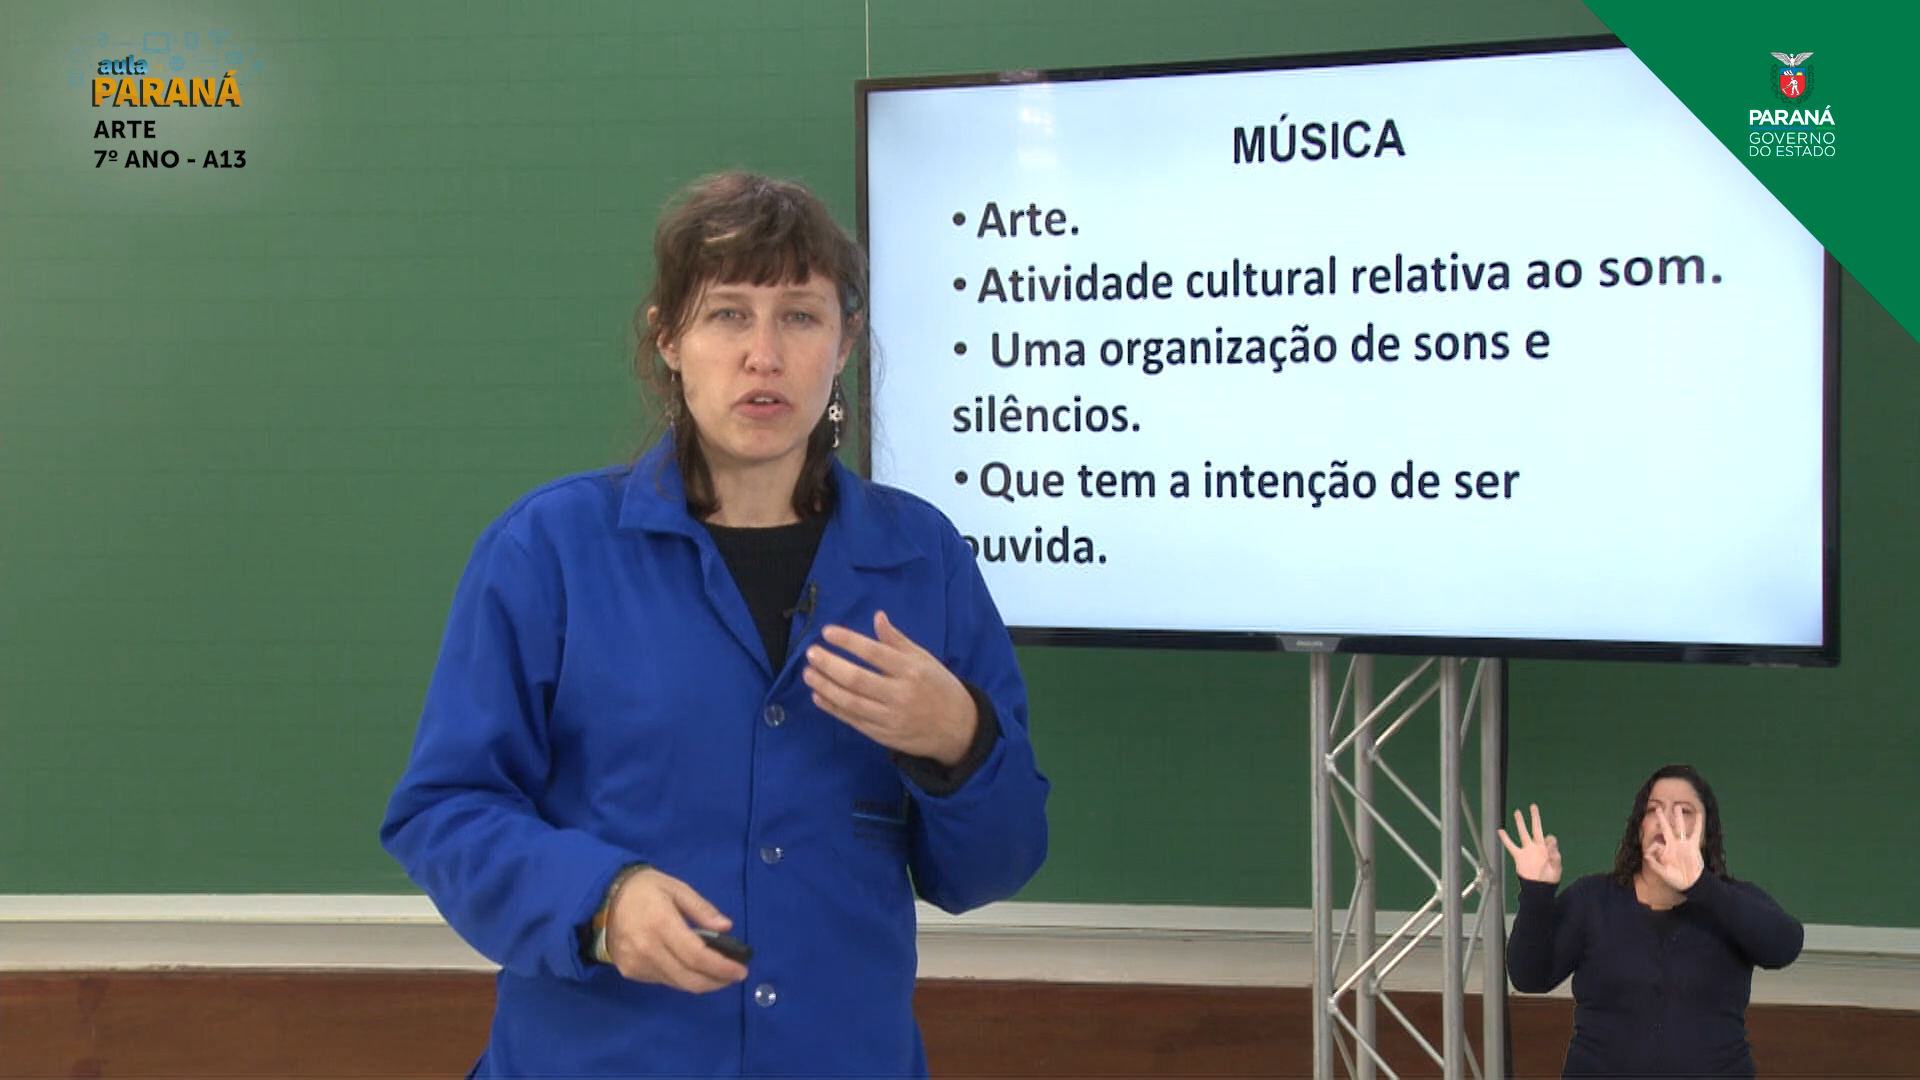 aula
PARANÁ
ARTE
7º ANO - A13
MÚSICA
• Arte.
• Atividade cultural relativa ao som.
• Uma organização de sons e
silêncios.
• Que tem a intenção de ser
ouvida.
PARANÁ
GOVERNO
DO ESTADO
PHILIPS